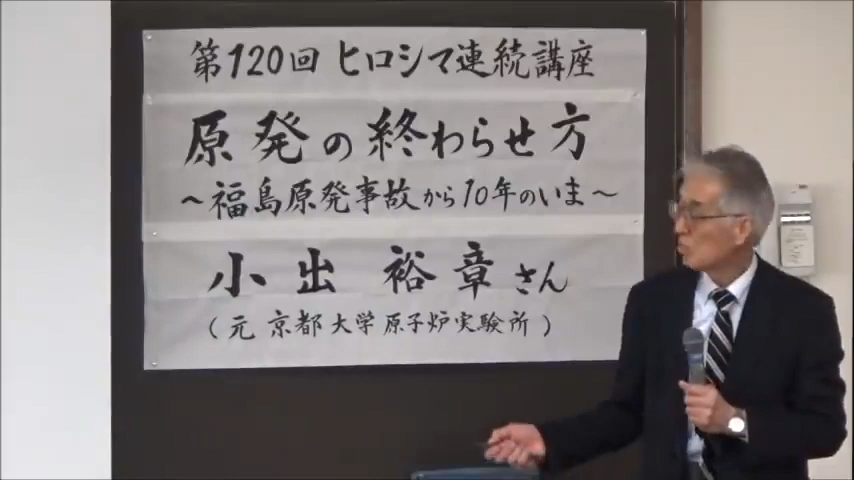 第120回 ヒロシマ連続講座
原発の終わらせ方
～福島原発事故から10年のいま～
小出 裕章さん
(元 京都大学原子炉実験所)